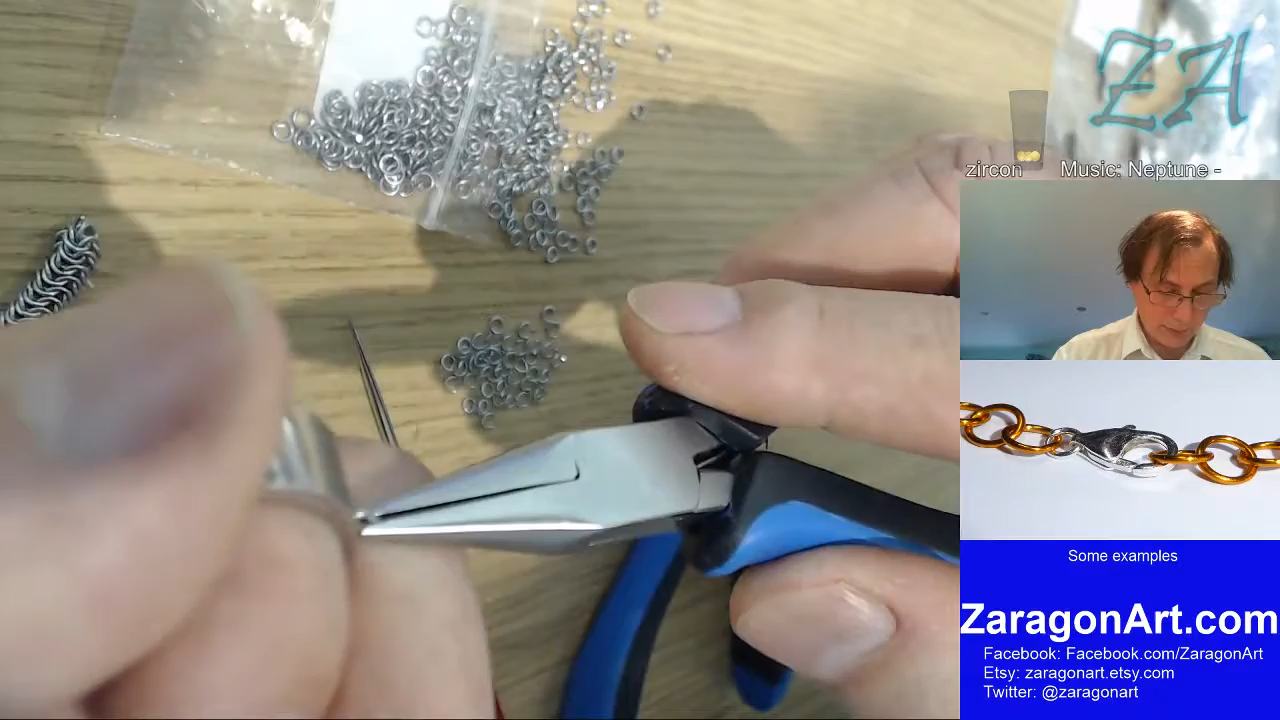 ZA
zircon Music: Neptune -
Some examples
ZaragonArt.com
Facebook: Facebook.com/ZaragonArt
Etsy: zaragonart.etsy.com
Twitter: @zaragonart